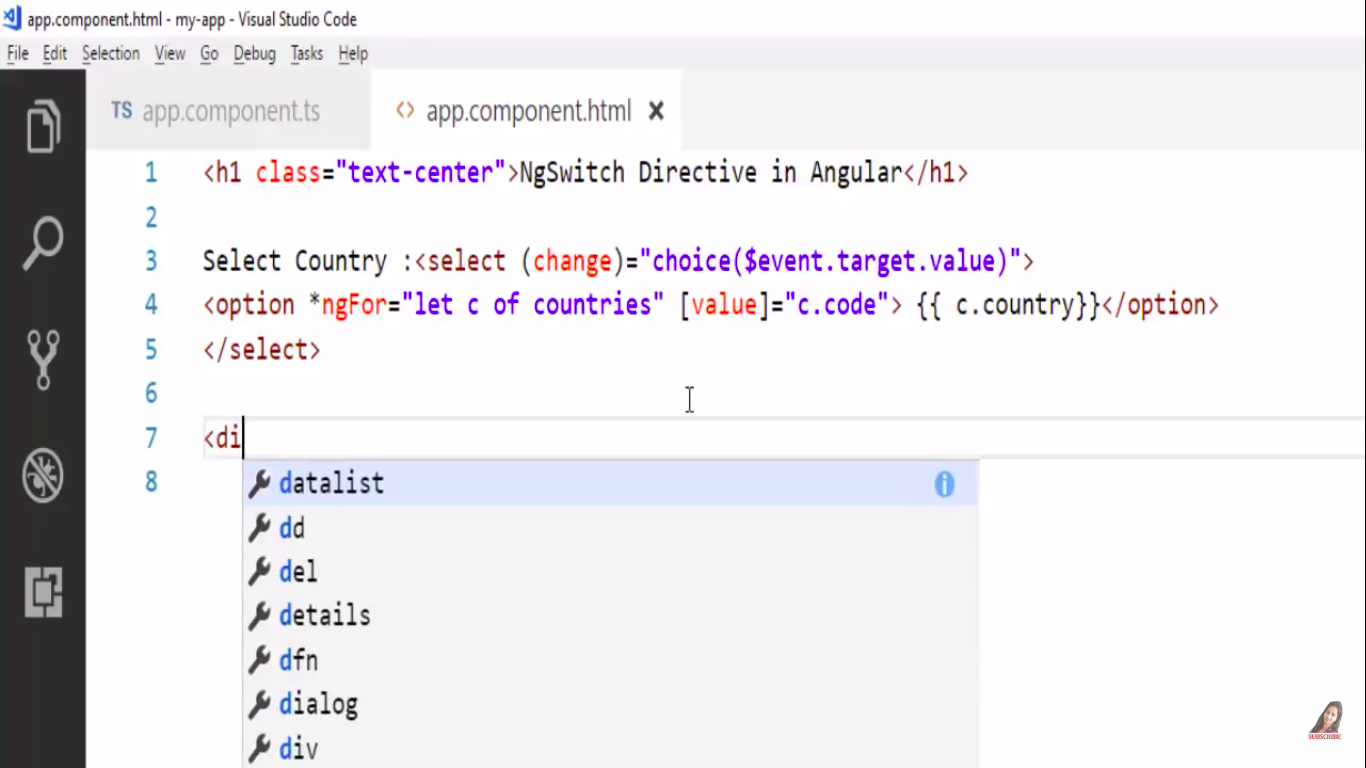 app.component.html - my-app - Visual Studio Code
File Edit Selection View Go Debug Tasks Help
TS app.component.ts <> app.component.html ×
1 <h1 class="text-center">NgSwitch Directive in Angular</h1>
2
3 Select Country :<select (change)="choice($event.target.value)">
4 <option *ngFor="let c of countries" [value]="c.code"> {{ c.country}}</option>
5 </select>
6
7 <di
8
datalist
dd
del
details
dfn
dialog
div
SUBSCRIBE